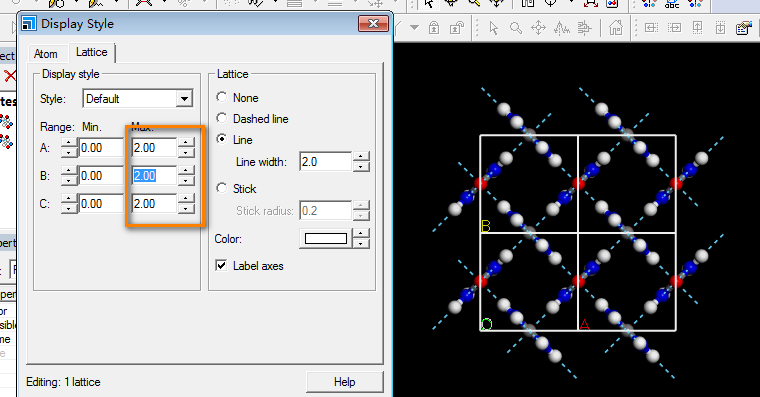 Display Style
Atom
Lattice
Display style
Style: Default
Range: Min. Max.
A: 0.00 2.00
B: 0.00 2.00
C: 0.00 2.00
Lattice
None
Dashed line
Line
Line width: 2.0
Stick
Stick radius: 0.2
Color:
Label axes
Editing: 1 lattice
Help
B
O
A